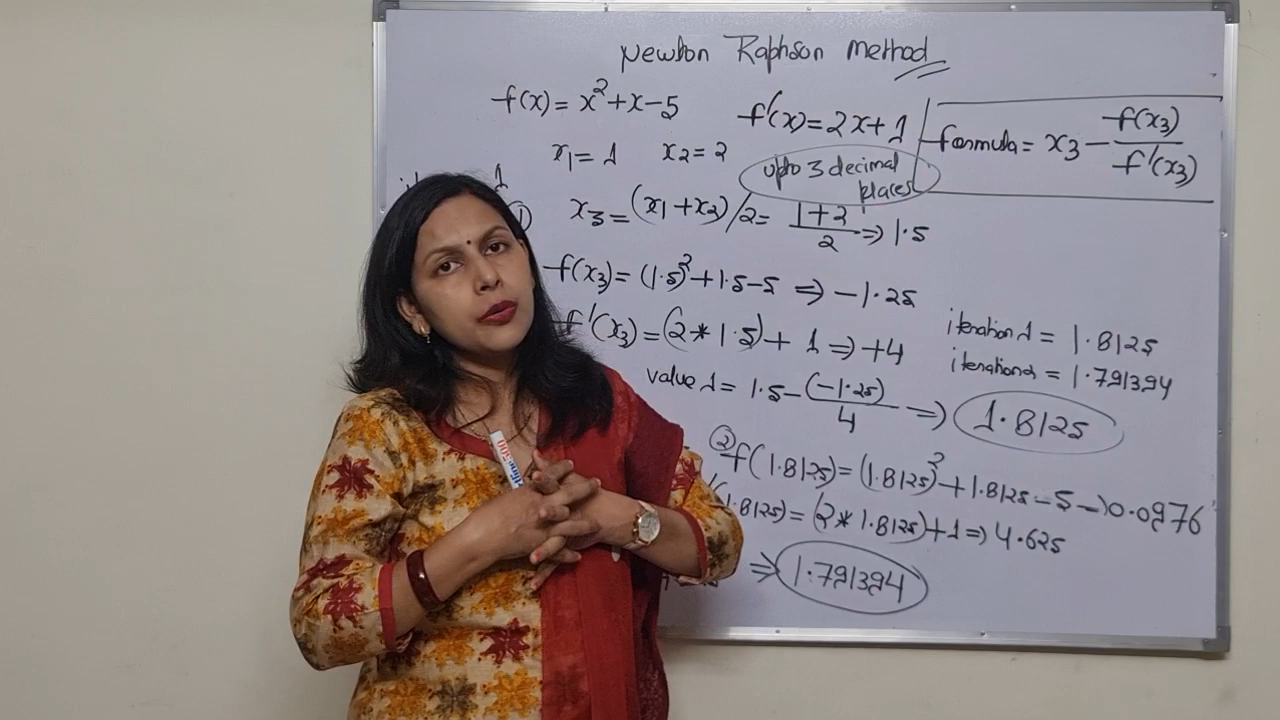 Newton Raphson Method
f(x) = x²+x-5
f'(x) = 2x+1
Formula = x3 - f(x3)/f'(x3)
x1 = 1 x2 = 2
upto 3 decimal places
1
①
x3 = (x1+x2)/2 = 1+2/2 ⇒ 1.5
f(x3) = (1.5)²+1.5-5 ⇒ -1.25
f'(x3) = (2*1.5)+1 ⇒ +4
iteration 1 = 1.8125
iteration 2 = 1.791394
value 1 = 1.5-(-1.25)/4 ⇒ 1.8125
② f(1.8125) = (1.8125)²+1.8125-5 → 0.0976
(1.8125) = (2*1.8125)+1 ⇒ 4.625
⇒ 1.791394
500